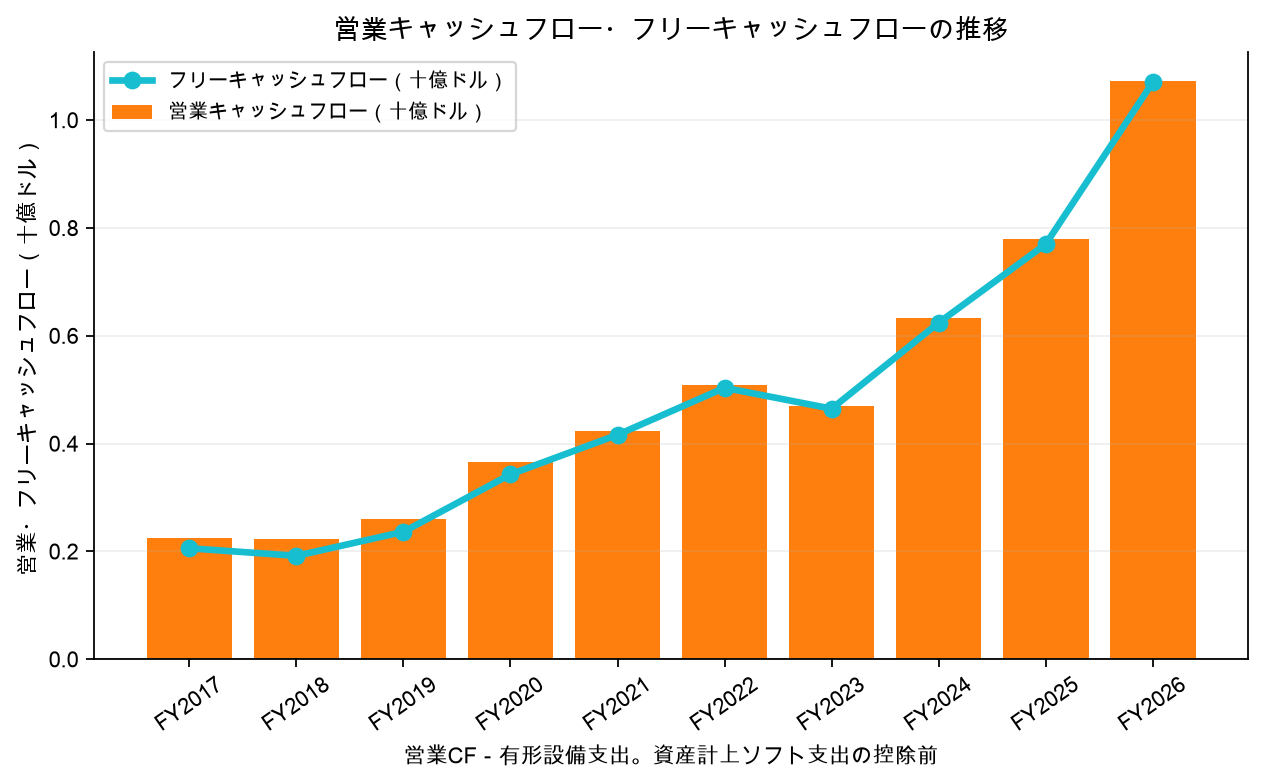 営業キャッシュフロー・フリーキャッシュフローの推移
フリーキャッシュフロー（十億ドル）
営業キャッシュフロー（十億ドル）
営業・フリーキャッシュフロー（十億ドル）
1.0
0.8
0.6
0.4
0.2
0.0
FY2017
FY2018
FY2019
FY2020
FY2021
FY2022
FY2023
FY2024
FY2025
FY2026
営業CF - 有形設備支出。資産計上ソフト支出の控除前